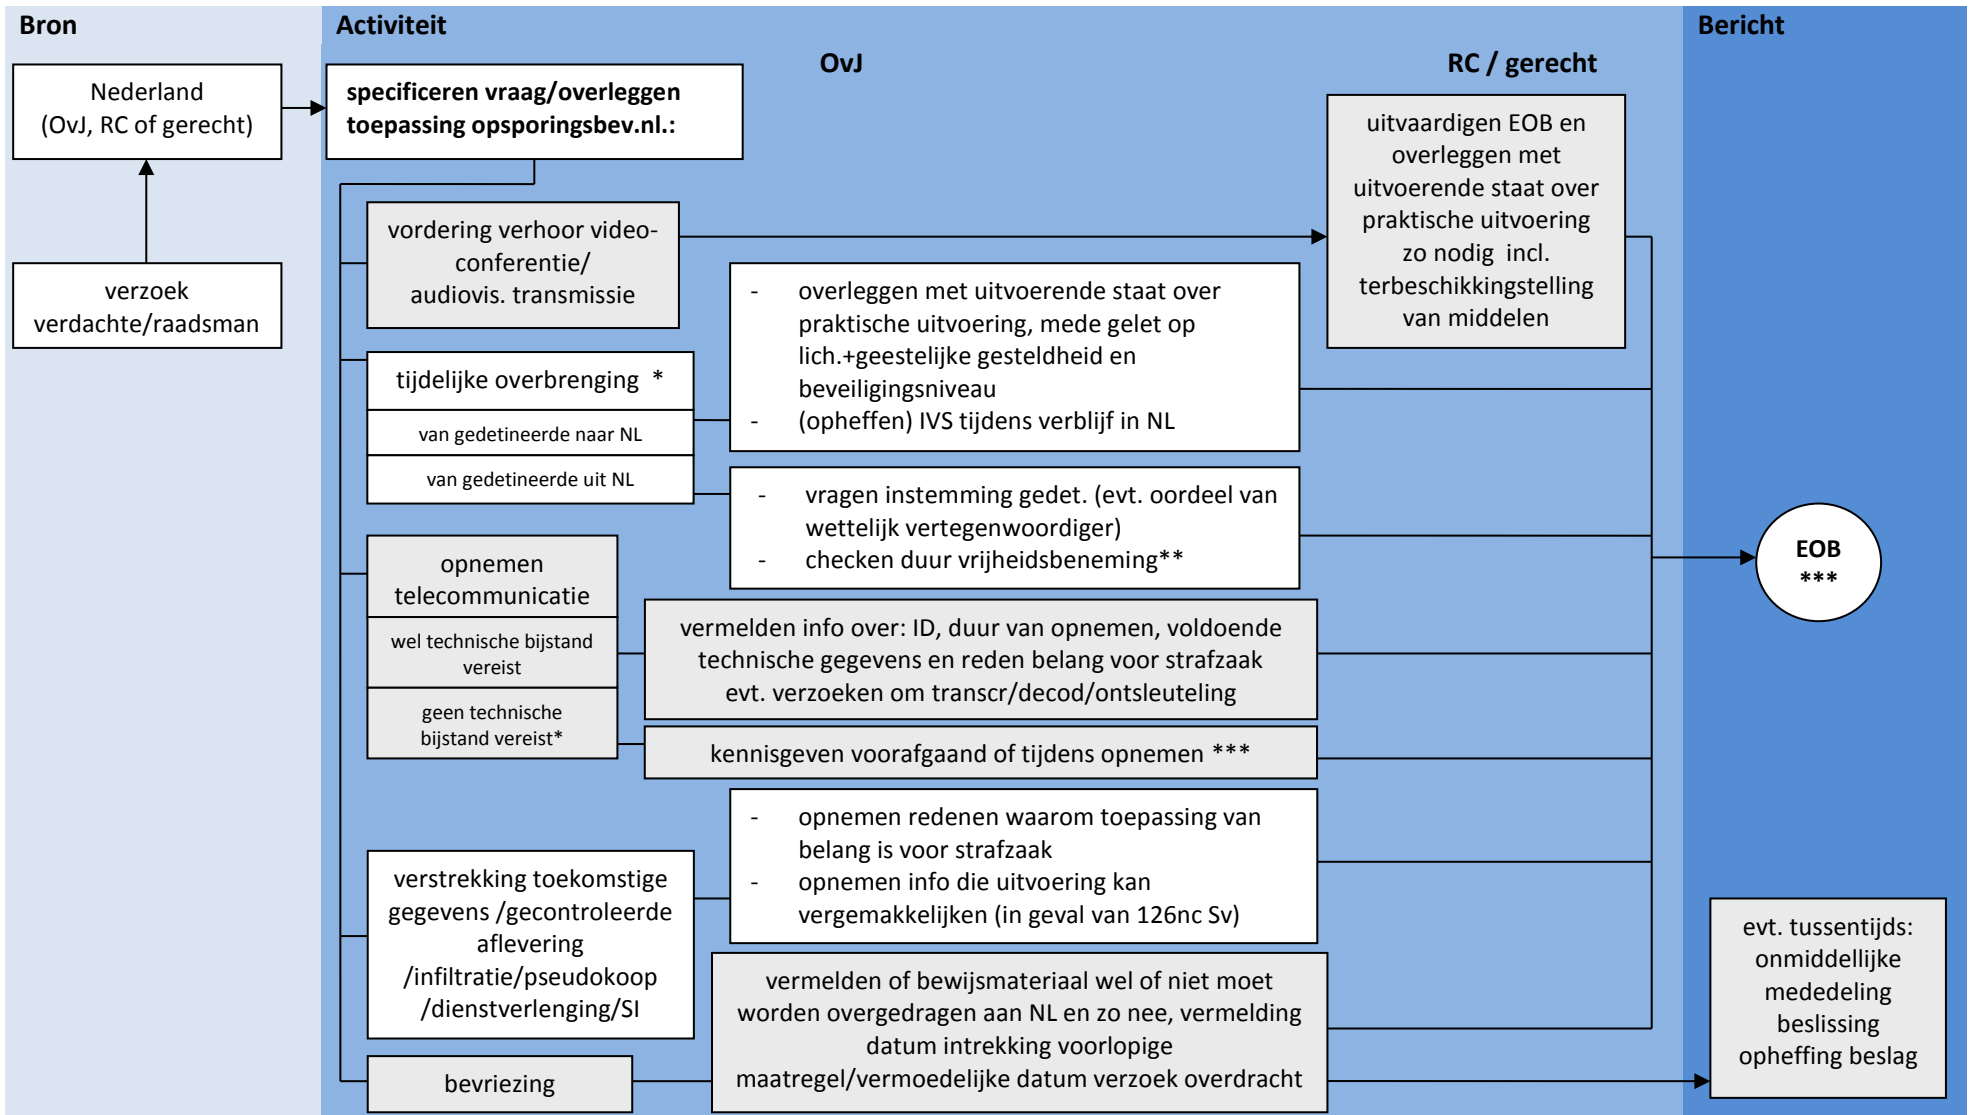 Bron
Activiteit
Bericht
OvJ
RC / gerecht
Nederland
(OvJ, RC of gerecht)
verzoek
verdachte/raadsman
specificeren vraag/overleggen
toepassing opsporingsbev.nl.:
vordering verhoor video-
conferentie/
audiovis. transmissie
uitvaardigen EOB en
overleggen met
uitvoerende staat over
praktische uitvoering
zo nodig incl.
terbeschikkingstelling
van middelen
tijdelijke overbrenging *
van gedetineerde naar NL
van gedetineerde uit NL
- overleggen met uitvoerende staat over
praktische uitvoering, mede gelet op
lich.+geestelijke gesteldheid en
beveiligingsniveau
- (opheffen) IVS tijdens verblijf in NL
- vragen instemming gedet. (evt. oordeel van
wettelijk vertegenwoordiger)
- checken duur vrijheidsbeneming**
opnemen
telecommunicatie
wel technische bijstand
vereist
geen technische
bijstand vereist*
vermelden info over: ID, duur van opnemen, voldoende
technische gegevens en reden belang voor strafzaak
evt. verzoeken om transcr/decod/ontsleuteling
kennisgeven voorafgaand of tijdens opnemen ***
verstrekking toekomstige
gegevens /gecontroleerde
aflevering
/infiltratie/pseudokoop
/dienstverlenging/SI
- opnemen redenen waarom toepassing van
belang is voor strafzaak
- opnemen info die uitvoering kan
vergemakkelijken (in geval van 126nc Sv)
bevriezing
vermelden of bewijsmateriaal wel of niet moet
worden overgedragen aan NL en zo nee, vermelding
datum intrekking voorlopige
maatregel/vermoedelijke datum verzoek overdracht
EOB
***
evt. tussentijds:
onmiddellijke
mededeling
beslissing
opheffing beslag